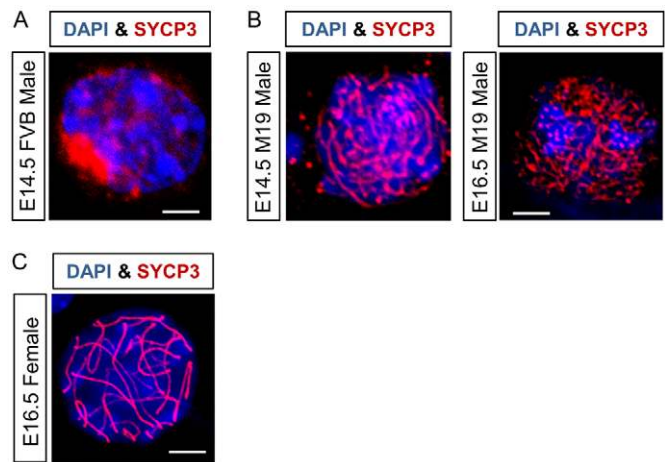 A
DAPI & SYCP3
E14.5 FVB Male
B
DAPI & SYCP3
E14.5 M19 Male
DAPI & SYCP3
E16.5 M19 Male
C
DAPI & SYCP3
E16.5 Female